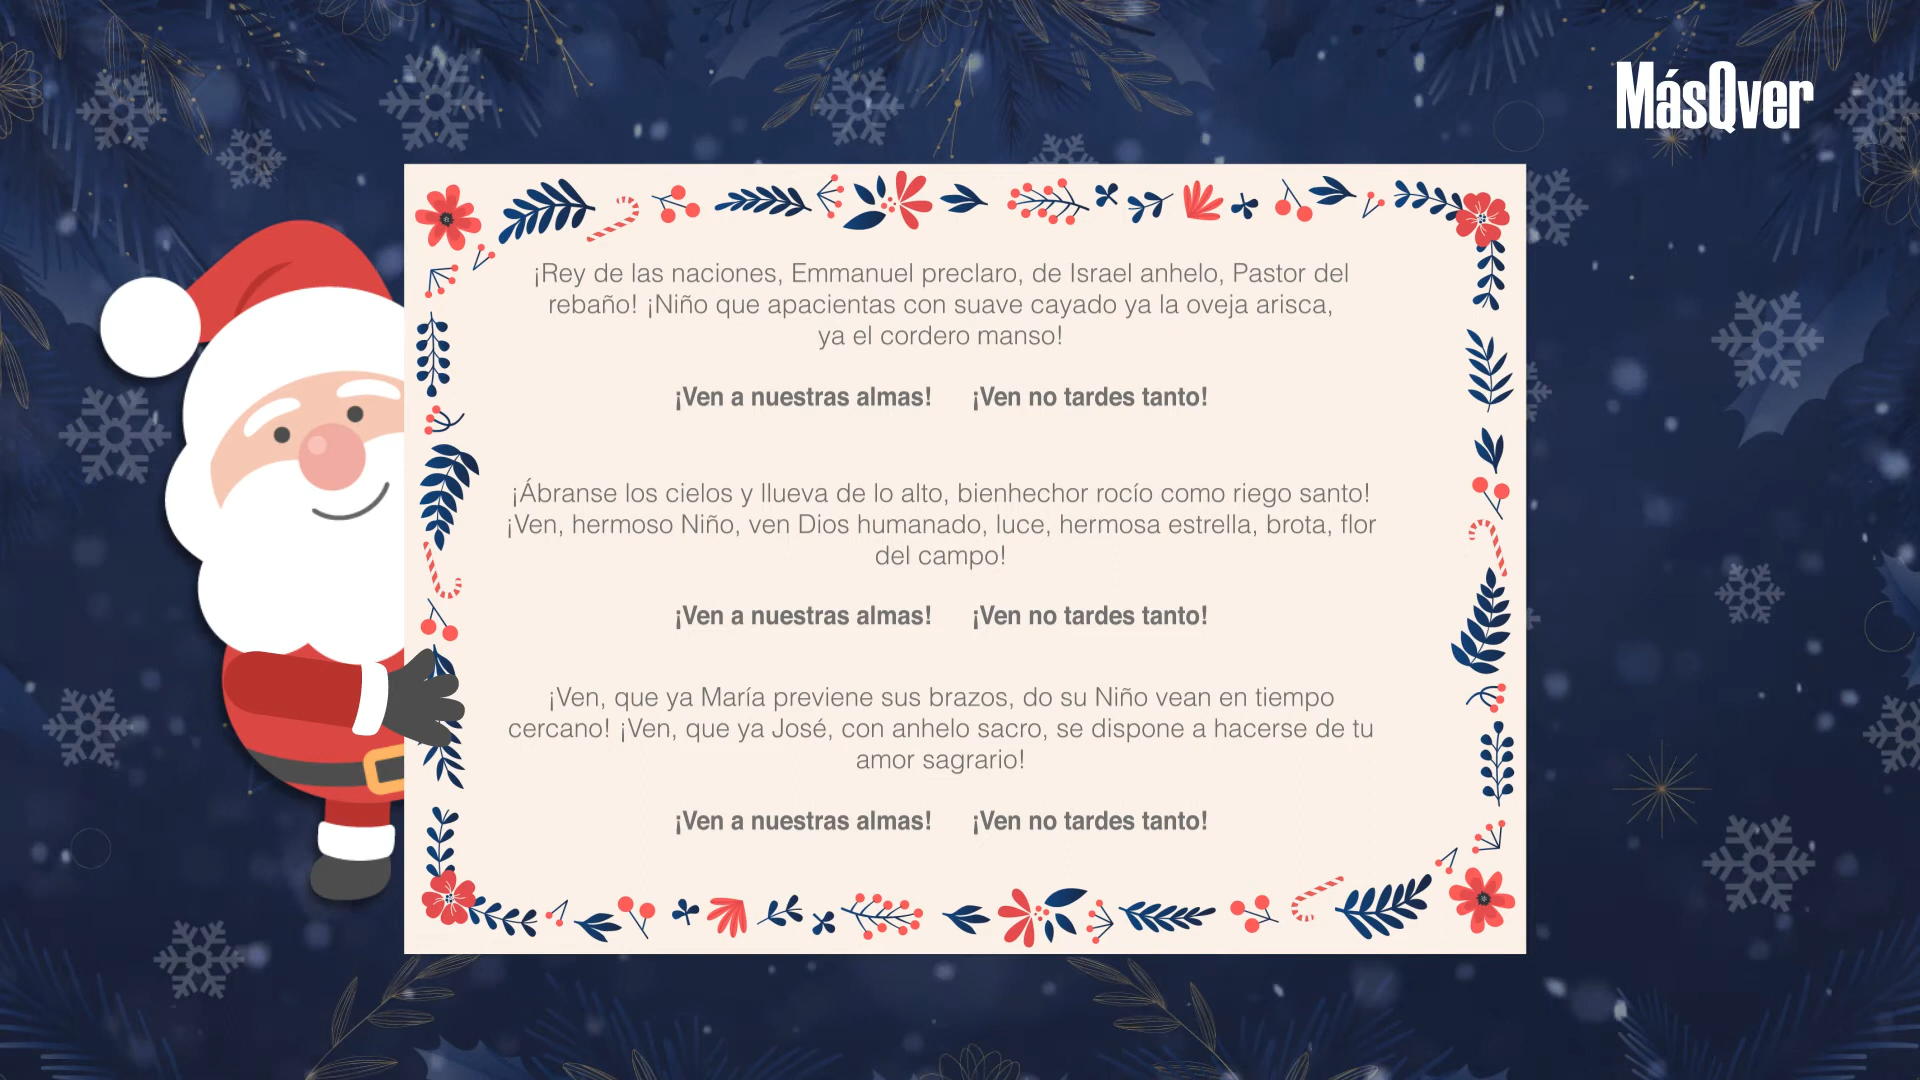 MásQver
¡Rey de las naciones, Emmanuel preclaro, de Israel anhelo, Pastor del
rebaño! ¡Niño que apacientas con suave cayado ya la oveja arisca,
ya el cordero manso!
¡Ven a nuestras almas! ¡Ven no tardes tanto!
¡Ábranse los cielos y llueva de lo alto, bienhechor rocío como riego santo!
¡Ven, hermoso Niño, ven Dios humanado, luce, hermosa estrella, brota, flor
del campo!
¡Ven a nuestras almas! ¡Ven no tardes tanto!
¡Ven, que ya María previene sus brazos, do su Niño vean en tiempo
cercano! ¡Ven, que ya José, con anhelo sacro, se dispone a hacerse de tu
amor sagrario!
¡Ven a nuestras almas! ¡Ven no tardes tanto!